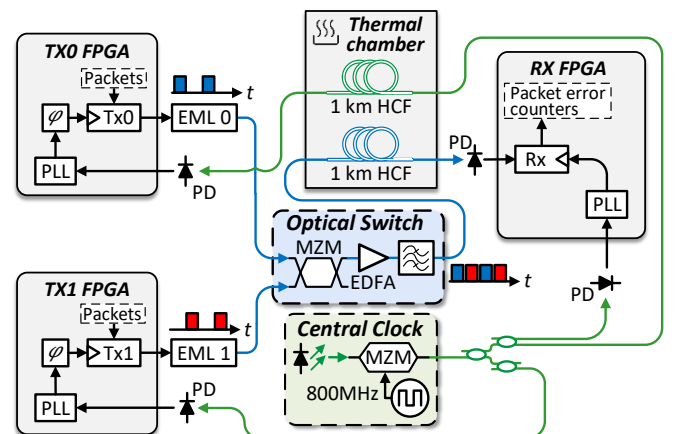 TX0 FPGA
Packets
φ
Tx0
EML 0
t
PLL
PD
Thermal
chamber
1 km HCF
1 km HCF
RX FPGA
Packet error
counters
PD
Rx
PLL
PD
Optical Switch
MZM
EDFA
t
TX1 FPGA
Packets
φ
Tx1
EML 1
t
PLL
PD
Central Clock
MZM
800MHz